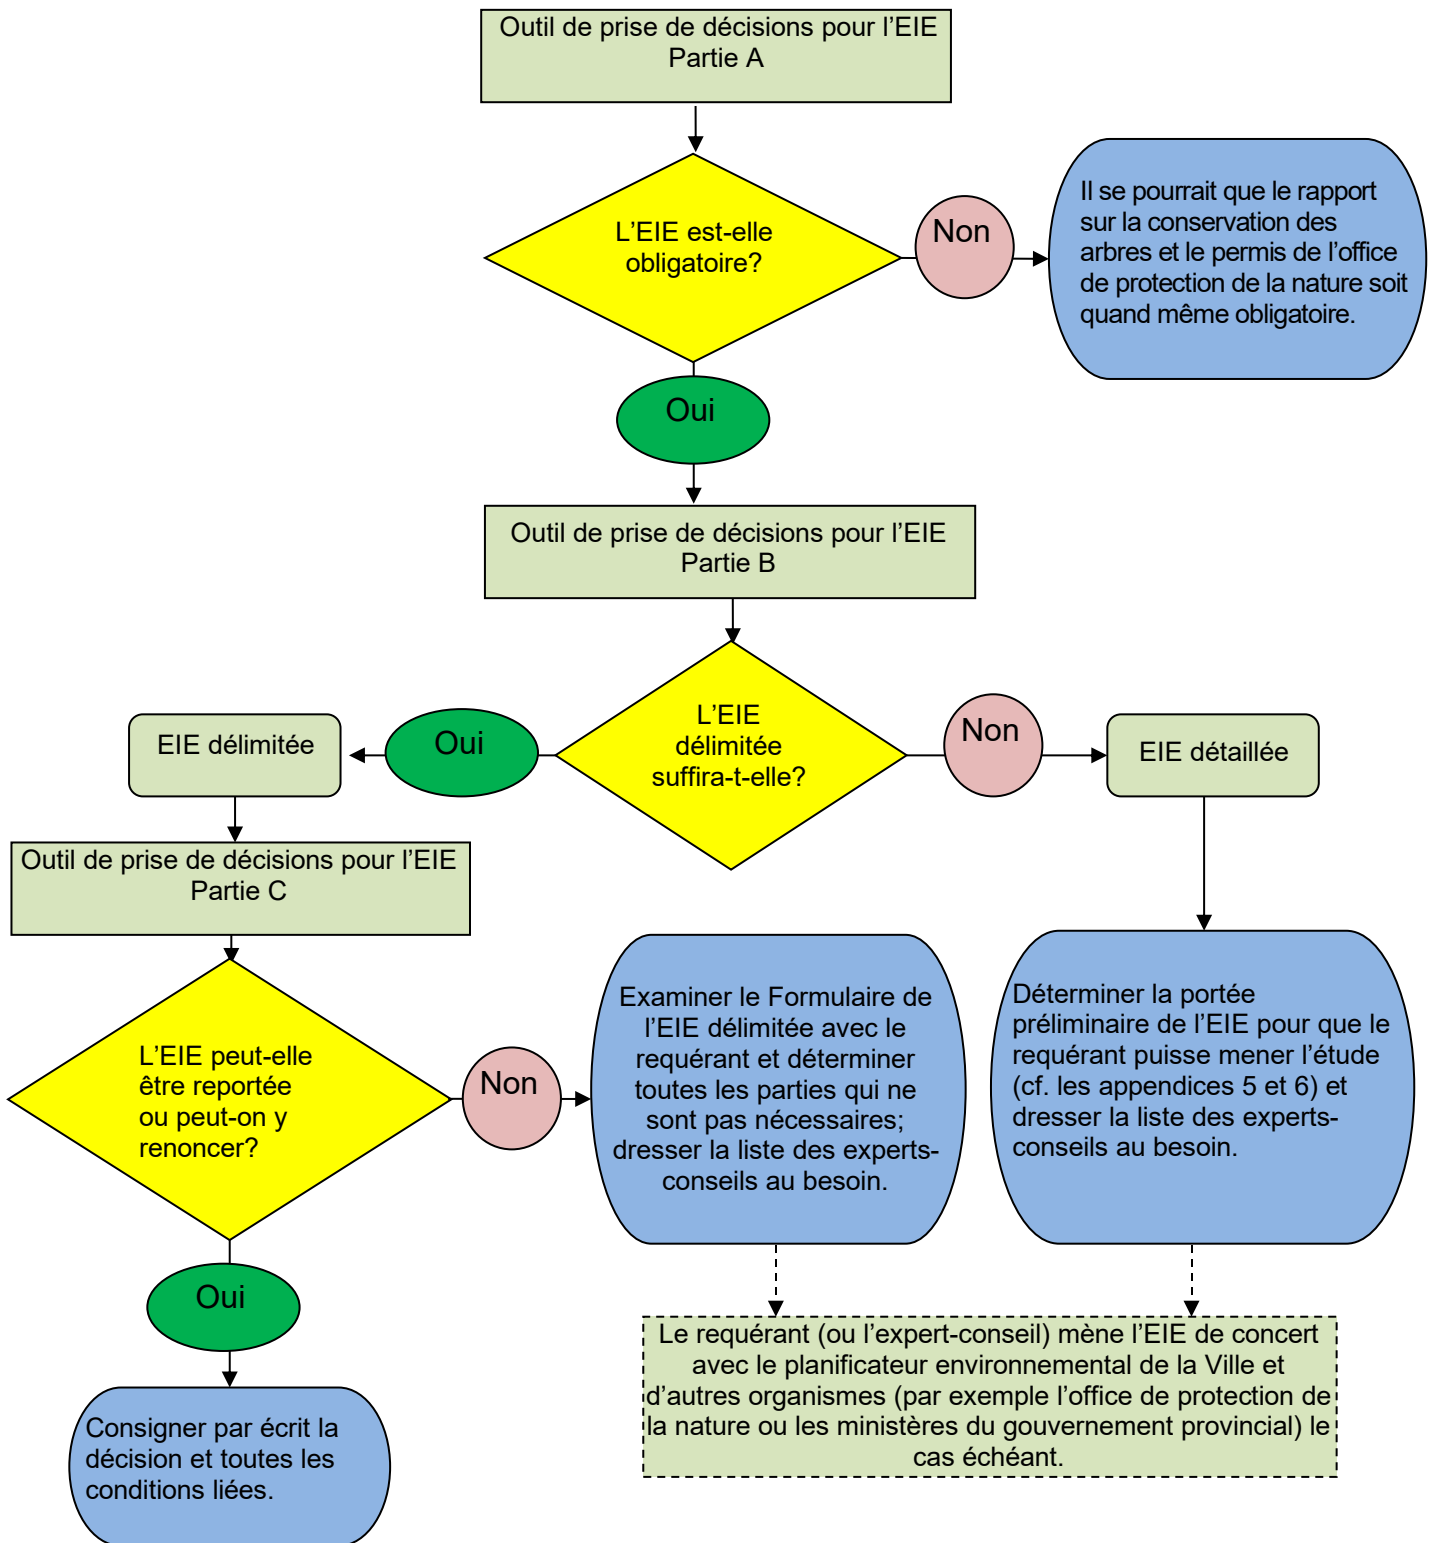 Outil de prise de décisions pour l’EIE
Partie A
L’EIE est-elle
obligatoire?
Non
Il se pourrait que le rapport
sur la conservation des
arbres et le permis de l’office
de protection de la nature soit
quand même obligatoire.
Oui
Outil de prise de décisions pour l’EIE
Partie B
L’EIE
délimitée
suffira-t-elle?
Oui
EIE délimitée
Non
EIE détaillée
Outil de prise de décisions pour l’EIE
Partie C
L’EIE peut-elle
être reportée
ou peut-on y
renoncer?
Non
Examiner le Formulaire de
l’EIE délimitée avec le
requérant et déterminer
toutes les parties qui ne
sont pas nécessaires;
dresser la liste des experts-
conseils au besoin.
Déterminer la portée
préliminaire de l’EIE pour que le
requérant puisse mener l’étude
(cf. les appendices 5 et 6) et
dresser la liste des experts-
conseils au besoin.
Oui
Consigner par écrit la
décision et toutes les
conditions liées.
Le requérant (ou l’expert-conseil) mène l’EIE de concert
avec le planificateur environnemental de la Ville et
d’autres organismes (par exemple l’office de protection de
la nature ou les ministères du gouvernement provincial) le
cas échéant.